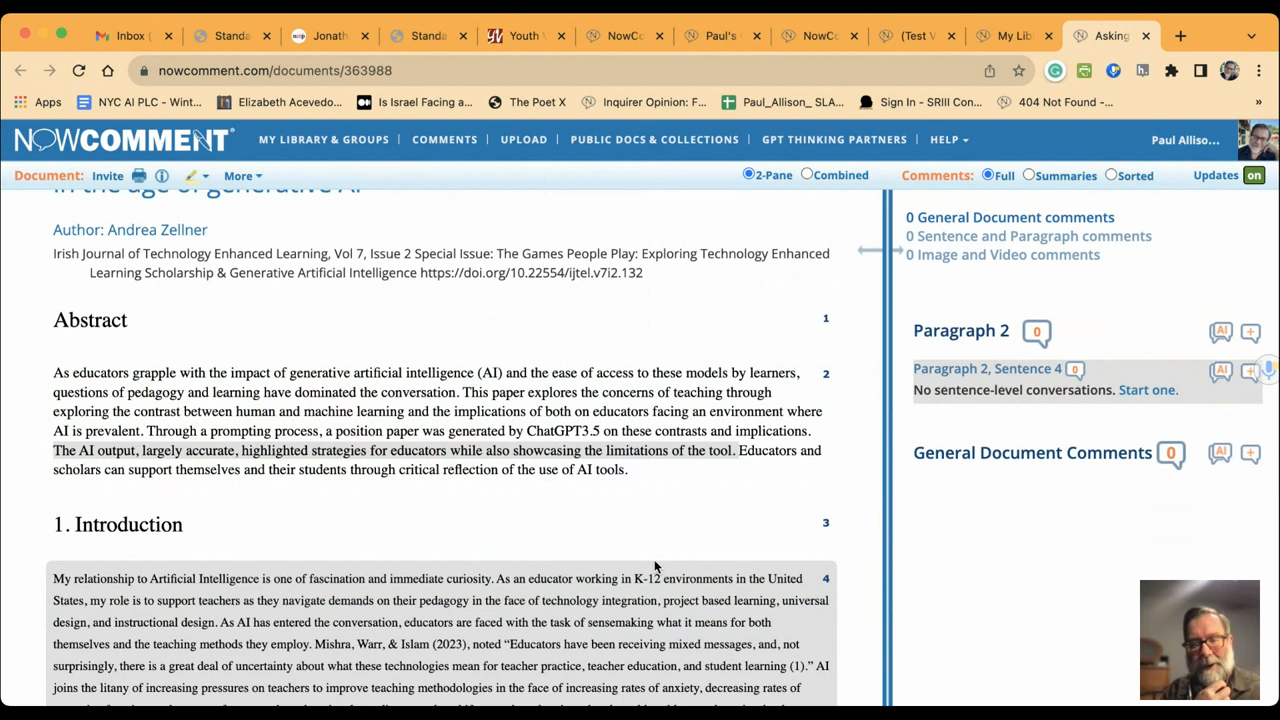 Inbox (
Standa
Jonath
Standa
Youth
NowCo
Paul's
NowCo
(Test V
My Lib
Asking
nowcomment.com/documents/363988
Apps
NYC AI PLC - Wint...
Elizabeth Acevedo...
Is Israel Facing a...
The Poet X
Inquirer Opinion: F...
Paul_Allison_ SLA...
Sign In - SRIII Con...
404 Not Found -...
»
NOWCOMMENT®
MY LIBRARY & GROUPS
COMMENTS
UPLOAD
PUBLIC DOCS & COLLECTIONS
GPT THINKING PARTNERS
HELP
Paul Alliso...
Document:
Invite
More
2-Pane
Combined
Comments:
Full
Summaries
Sorted
Updates
on
in the age of generative AI
Author: Andrea Zellner
Irish Journal of Technology Enhanced Learning, Vol 7, Issue 2 Special Issue: The Games People Play: Exploring Technology Enhanced
Learning Scholarship & Generative Artificial Intelligence https://doi.org/10.22554/ijtel.v7i2.132
Abstract
1
As educators grapple with the impact of generative artificial intelligence (AI) and the ease of access to these models by learners,
2
questions of pedagogy and learning have dominated the conversation. This paper explores the concerns of teaching through
exploring the contrast between human and machine learning and the implications of both on educators facing an environment where
AI is prevalent. Through a prompting process, a position paper was generated by ChatGPT3.5 on these contrasts and implications.
The AI output, largely accurate, highlighted strategies for educators while also showcasing the limitations of the tool. Educators and
scholars can support themselves and their students through critical reflection of the use of AI tools.
1. Introduction
3
My relationship to Artificial Intelligence is one of fascination and immediate curiosity. As an educator working in K-12 environments in the United
4
States, my role is to support teachers as they navigate demands on their pedagogy in the face of technology integration, project based learning, universal
design, and instructional design. As AI has entered the conversation, educators are faced with the task of sensemaking what it means for both
themselves and the teaching methods they employ. Mishra, Warr, & Islam (2023), noted “Educators have been receiving mixed messages, and, not
surprisingly, there is a great deal of uncertainty about what these technologies mean for teacher practice, teacher education, and student learning (1).” AI
joins the litany of increasing pressures on teachers to improve teaching methodologies in the face of increasing rates of anxiety, decreasing rates of
0 General Document comments
0 Sentence and Paragraph comments
0 Image and Video comments
Paragraph 2
0
AI
Paragraph 2, Sentence 4
0
AI
No sentence-level conversations. Start one.
General Document Comments
0
AI